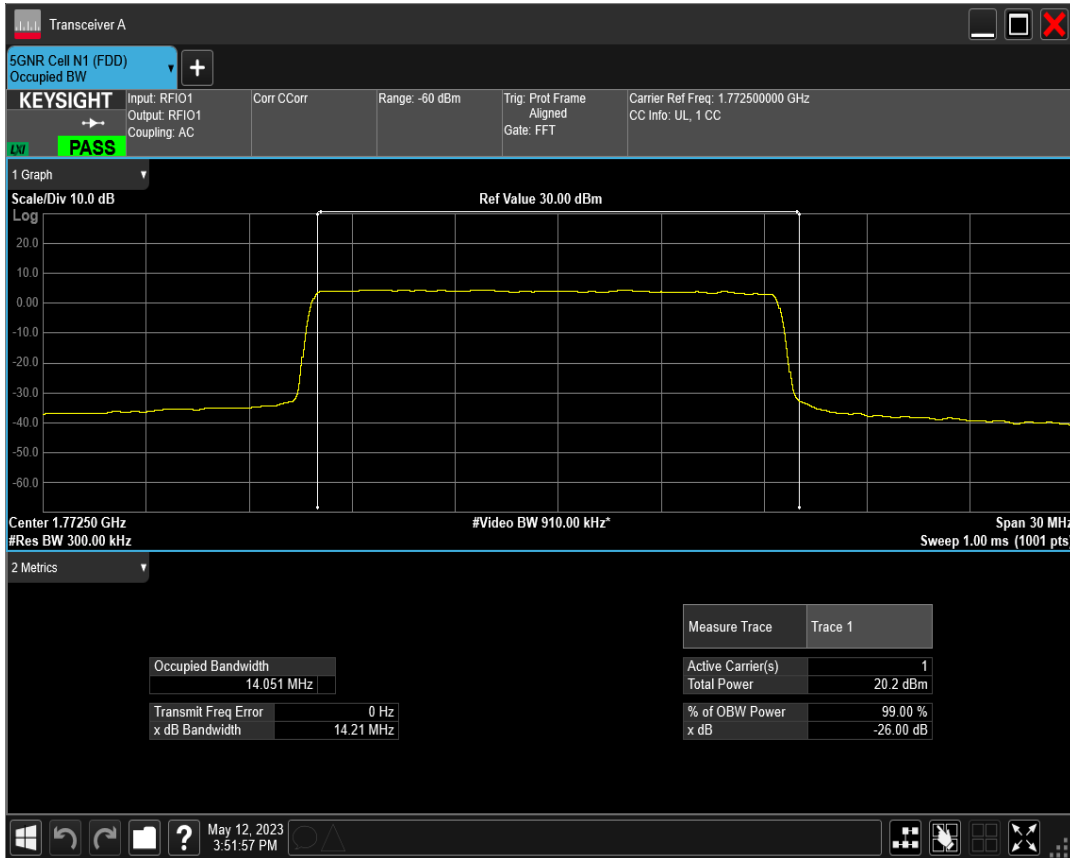 Transceiver A
5GNR Cell N1 (FDD)
Occupied BW
+
KEYSIGHT
LXI
PASS
Input: RFIO1
Output: RFIO1
Coupling: AC
Corr CCorr
Range: -60 dBm
Trig: Prot Frame
Aligned
Gate: FFT
Carrier Ref Freq: 1.772500000 GHz
CC Info: UL, 1 CC
1 Graph
Scale/Div 10.0 dB
Ref Value 30.00 dBm
Log
20.0
10.0
0.00
-10.0
-20.0
-30.0
-40.0
-50.0
-60.0
Center 1.77250 GHz
#Video BW 910.00 kHz*
Span 30 MHz
#Res BW 300.00 kHz
Sweep 1.00 ms (1001 pts)
2 Metrics
Measure Trace Trace 1
Occupied Bandwidth
14.051 MHz
Transmit Freq Error 0 Hz
x dB Bandwidth 14.21 MHz
Active Carrier(s) 1
Total Power 20.2 dBm
% of OBW Power 99.00 %
x dB -26.00 dB
?
May 12, 2023
3:51:57 PM